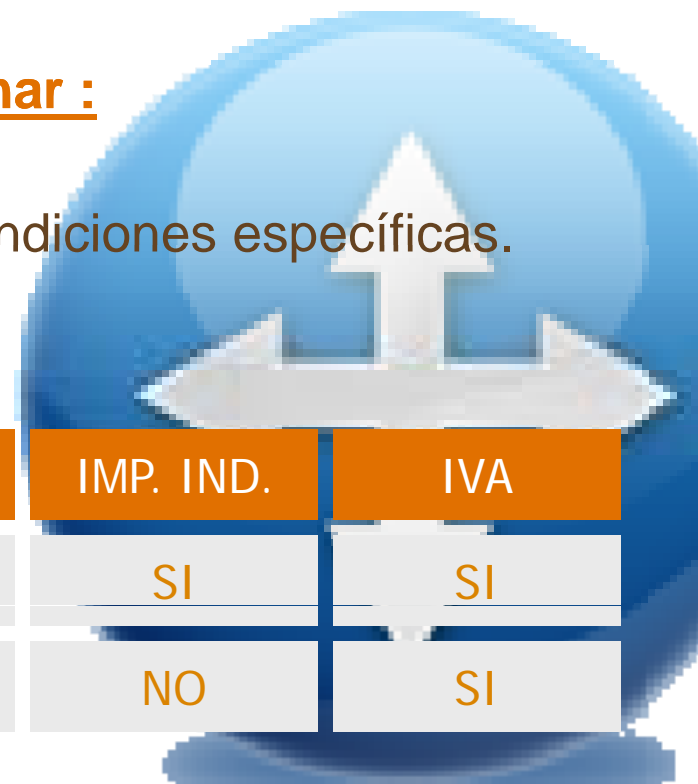 nar :
ndiciones específicas.
IMP. IND. IVA
SI SI
NO SI